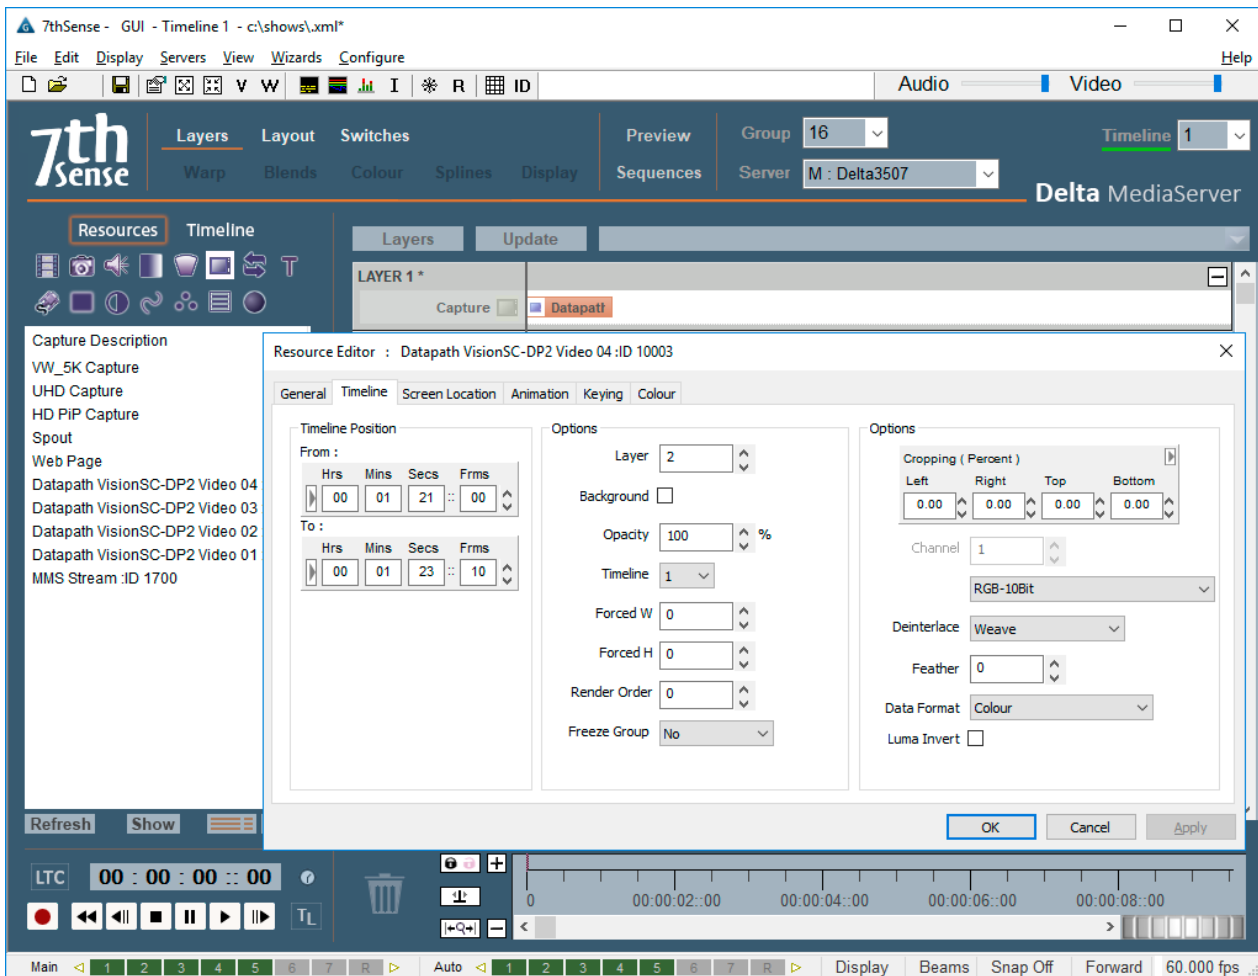 7thSense - GUI - Timeline 1 - c:\shows\.xml*
File Edit Display Servers View Wizards Configure Help
V W I R ID Audio Video
7th Sense
Layers Layout Switches Preview Group 16 Timeline 1
Warp Blends Colour Splines Display Sequences Server M : Delta3507
Delta MediaServer
Resources Timeline
Layers Update
T
LAYER 1 *
Capture Datapath
Capture Description
VW_5K Capture
UHD Capture
HD PiP Capture
Spout
Web Page
Datapath VisionSC-DP2 Video 04
Datapath VisionSC-DP2 Video 03
Datapath VisionSC-DP2 Video 02
Datapath VisionSC-DP2 Video 01
MMS Stream :ID 1700
Refresh Show
Resource Editor : Datapath VisionSC-DP2 Video 04 :ID 10003
General Timeline Screen Location Animation Keying Colour
Timeline Position
From :
Hrs Mins Secs Frms
00 01 21 :: 00
To :
Hrs Mins Secs Frms
00 01 23 :: 10
Options
Layer 2
Background
Opacity 100 %
Timeline 1
Forced W 0
Forced H 0
Render Order 0
Freeze Group No
Options
Cropping ( Percent )
Left Right Top Bottom
0.00 0.00 0.00 0.00
Channel 1
RGB-10Bit
Deinterlace Weave
Feather 0
Data Format Colour
Luma Invert
OK Cancel Apply
LTC 00 : 00 : 00 :: 00
TL
0 00:00:02::00 00:00:04::00 00:00:06::00 00:00:08::00
Main 1 2 3 4 5 6 7 R Auto 1 2 3 4 5 6 7 R Display Beams Snap Off Forward 60.000 fps